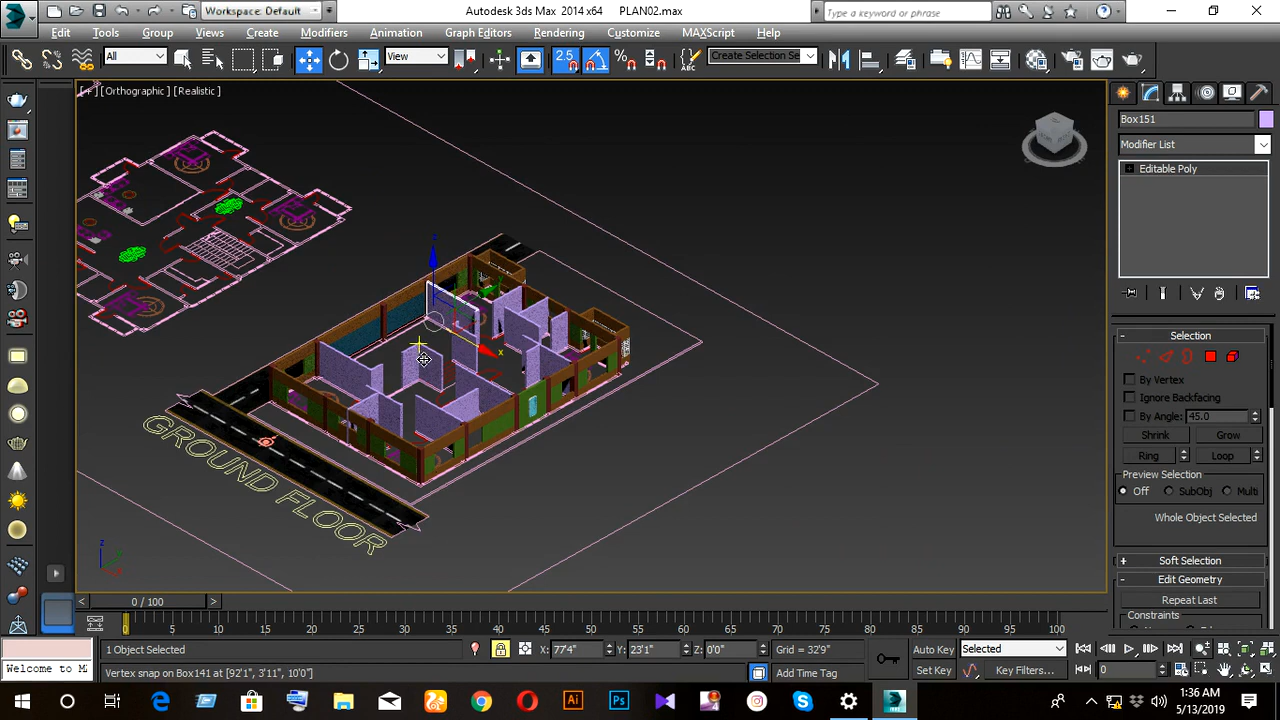 Workspace: Default
Autodesk 3ds Max 2014 x64 PLAN02.max
Type a keyword or phrase
Edit Tools Group Views Create Modifiers Animation Graph Editors Rendering Customize MAXScript Help
All View 2.5 Create Selection Se
[+] [Orthographic] [Realistic]
Box151
Modifier List
Editable Poly
z
x
GROUND FLOOR
z
Selection
By Vertex
Ignore Backfacing
By Angle: 45.0
Shrink Grow
Ring Loop
Preview Selection
Off SubObj Multi
Whole Object Selected
Soft Selection
Edit Geometry
Repeat Last
Constraints
0 / 100
0 5 10 15 20 25 30 35 40 45 50 55 60 65 70 75 80 85 90 95 100
1 Object Selected X: 77'4" Y: 23'1" Z: 0'0" Grid = 32'9" Auto Key Selected
Welcome to M Vertex snap on Box141 at [92'1", 3'11", 10'0"] Add Time Tag Set Key Key Filters... 0
1:36 AM
5/13/2019